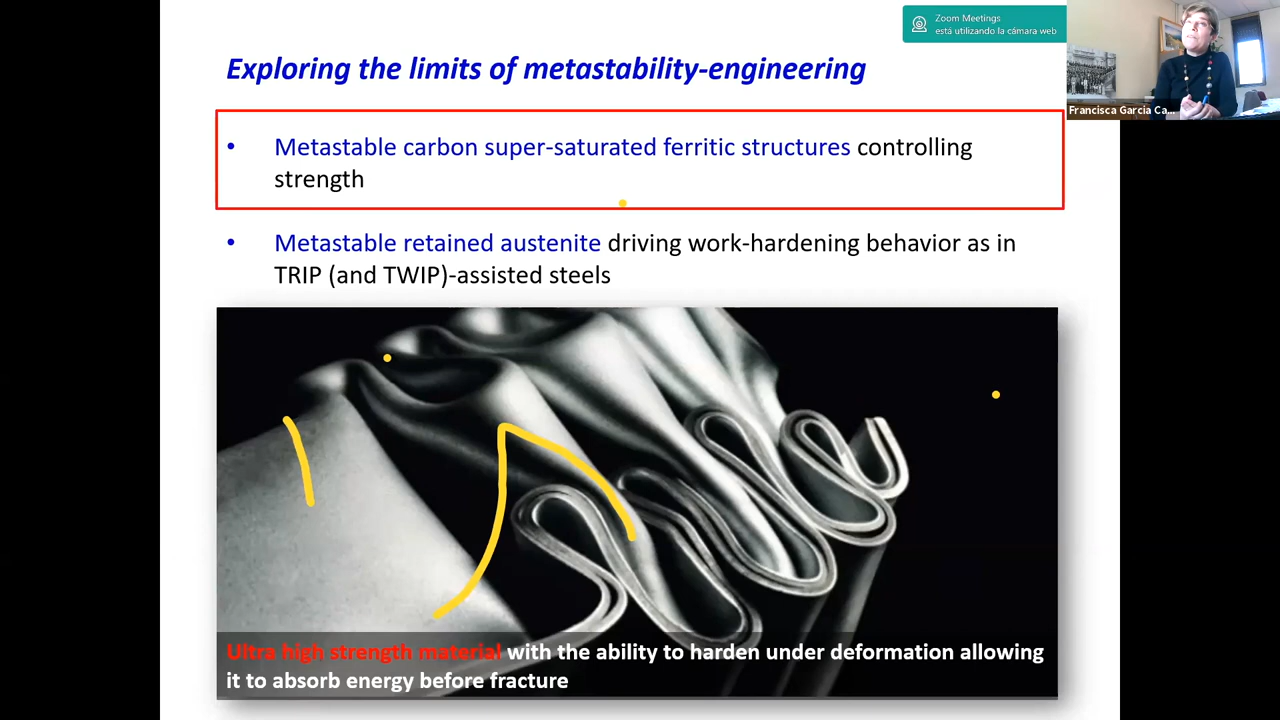 Zoom Meetings
está utilizando la cámara web
Francisca García Ca...
Exploring the limits of metastability-engineering
• Metastable carbon super-saturated ferritic structures controlling
strength
• Metastable retained austenite driving work-hardening behavior as in
TRIP (and TWIP)-assisted steels
Ultra high strength material with the ability to harden under deformation allowing
it to absorb energy before fracture